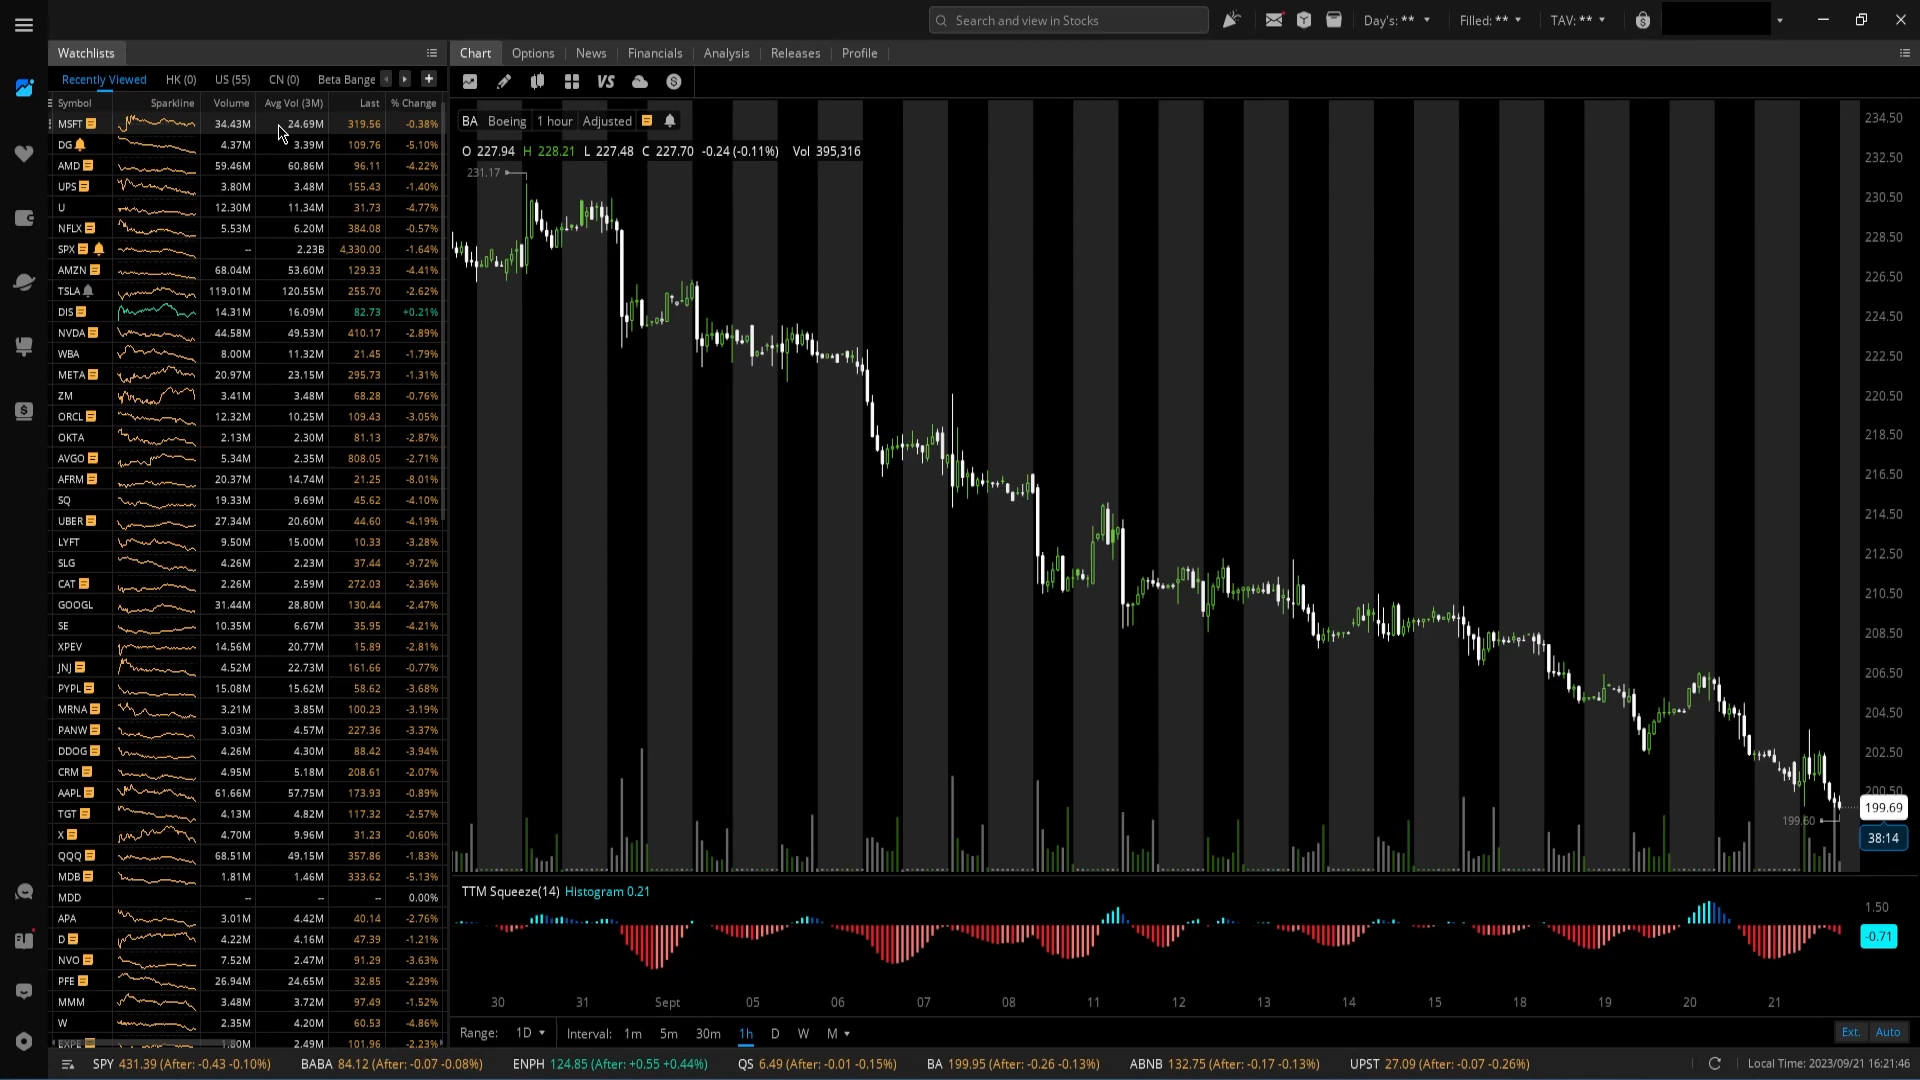 Search and view in Stocks
Day's: **
Filled: **
TAV: **
Watchlists
Chart Options News Financials Analysis Releases Profile
Recently Viewed HK (0) US (55) CN (0) Beta Bange
VS
Symbol Sparkline Volume Avg Vol (3M) Last % Change
MSFT 34.43M 24.69M 319.56 -0.38%
DG 4.37M 3.39M 109.76 -5.10%
AMD 59.46M 60.86M 96.11 -4.22%
UPS 3.80M 3.48M 155.43 -1.40%
U 12.30M 11.34M 31.73 -4.77%
NFLX 5.53M 6.20M 384.08 -0.57%
SPX -- 2.23B 4,330.00 -1.64%
AMZN 68.04M 53.60M 129.33 -4.41%
TSLA 119.01M 120.55M 255.70 -2.62%
DIS 14.31M 16.09M 82.73 +0.21%
NVDA 44.58M 49.53M 410.17 -2.89%
WBA 8.00M 11.32M 21.45 -1.79%
META 20.97M 23.15M 295.73 -1.31%
ZM 3.41M 3.48M 68.28 -0.76%
ORCL 12.32M 10.25M 109.43 -3.05%
OKTA 2.13M 2.30M 81.13 -2.87%
AVGO 5.34M 2.35M 808.05 -2.71%
AFRM 20.37M 14.74M 21.25 -8.01%
SQ 19.33M 9.69M 45.62 -4.10%
UBER 27.34M 20.60M 44.60 -4.19%
LYFT 9.50M 15.00M 10.33 -3.28%
SLG 4.26M 2.23M 37.44 -9.72%
CAT 2.26M 2.59M 272.03 -2.36%
GOOGL 31.44M 28.80M 130.44 -2.47%
SE 10.35M 6.67M 35.95 -4.21%
XPEV 14.56M 20.77M 15.89 -2.81%
JNJ 4.52M 22.73M 161.66 -0.77%
PYPL 15.08M 15.62M 58.62 -3.68%
MRNA 3.21M 3.85M 100.23 -3.19%
PANW 3.03M 4.57M 227.36 -3.37%
DDOG 4.26M 4.30M 88.42 -3.94%
CRM 4.95M 5.18M 208.61 -2.07%
AAPL 61.66M 57.75M 173.93 -0.89%
TGT 4.13M 4.82M 117.32 -2.57%
X 4.70M 9.96M 31.23 -0.60%
QQQ 68.51M 49.15M 357.86 -1.83%
MDB 1.81M 1.46M 333.62 -5.13%
MDD -- -- -- 0.00%
APA 3.01M 4.42M 40.14 -2.76%
D 4.22M 4.16M 47.39 -1.21%
NVO 7.52M 2.47M 91.29 -3.63%
PFE 26.94M 24.65M 32.85 -2.29%
MMM 3.48M 3.72M 97.49 -1.52%
W 2.35M 4.20M 60.53 -4.86%
EXPE 1.80M 2.49M 101.96 -2.23%
BA Boeing 1 hour Adjusted
O 227.94 H 228.21 L 227.48 C 227.70 -0.24 (-0.11%) Vol 395,316
231.17
234.50
232.50
230.50
228.50
226.50
224.50
222.50
220.50
218.50
216.50
214.50
212.50
210.50
208.50
206.50
204.50
202.50
200.50
199.69
199.60
38:14
TTM Squeeze(14) Histogram 0.21
1.50
-0.71
30 31 Sept 05 06 07 08 11 12 13 14 15 18 19 20 21
Range: 1D Interval: 1m 5m 30m 1h D W M
Ext. Auto
SPY 431.39 (After: -0.43 -0.10%) BABA 84.12 (After: -0.07 -0.08%) ENPH 124.85 (After: +0.55 +0.44%) QS 6.49 (After: -0.01 -0.15%) BA 199.95 (After: -0.26 -0.13%) ABNB 132.75 (After: -0.17 -0.13%) UPST 27.09 (After: -0.07 -0.26%) Local Time: 2023/09/21 16:21:46